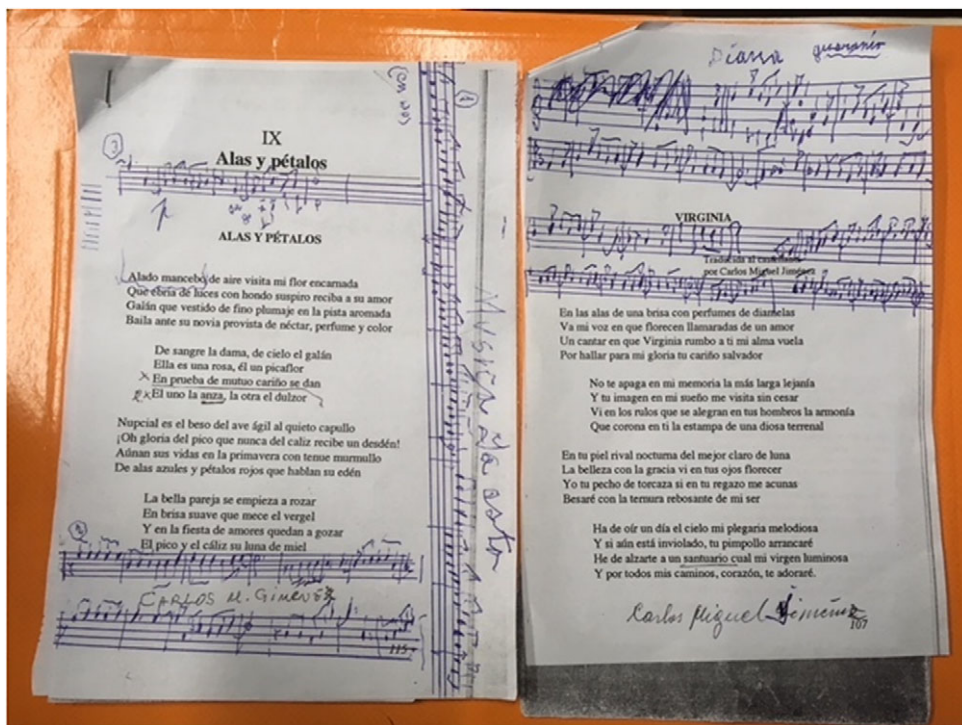 IX
Alas y pétalos
ALAS Y PÉTALOS
Alado mancebo de aire visita mi flor encarnada
Que ebria de luces con hondo suspiro reciba a su amor
Galán que vestido de fino plumaje en la pista aromada
Baila ante su novia provista de néctar, perfume y color
De sangre la dama, de cielo el galán
Ella es una rosa, él un picaflor
En prueba de mutuo cariño se dan
El uno la anza, la otra el dulzor
Nupcial es el beso del ave ágil al quieto capullo
¡Oh gloria del pico que nunca del caliz recibe un desdén!
Aúnan sus vidas en la primavera con tenue murmullo
De alas azules y pétalos rojos que hablan su edén
La bella pareja se empieza a rozar
En brisa suave que mece el vergel
Y en la fiesta de amores quedan a gozar
El pico y el cáliz su luna de miel
CARLOS M. GIMENEZ
115
Diana guaranir
VIRGINIA
Traducida al castellano
por Carlos Miguel Jiménez
En las alas de una brisa con perfumes de diamelas
Va mi voz en que florecen llamaradas de un amor
Un cantar en que Virginia rumbo a ti mi alma vuela
Por hallar para mi gloria tu cariño salvador
No te apaga en mi memoria la más larga lejanía
Y tu imagen en mi sueño me visita sin cesar
Vi en los rulos que se alegran en tus hombros la armonía
Que corona en ti la estampa de una diosa terrenal
En tu piel rival nocturna del mejor claro de luna
La belleza con la gracia vi en tus ojos florecer
Yo tu pecho de torcaza si en tu regazo me acunas
Besaré con la ternura rebosante de mi ser
Ha de oír un día el cielo mi plegaria melodiosa
Y si aún está inviolado, tu pimpollo arrancaré
He de alzarte a un santuario cual mi virgen luminosa
Y por todos mis caminos, corazón, te adoraré.
Carlos Miguel Jiménez
107